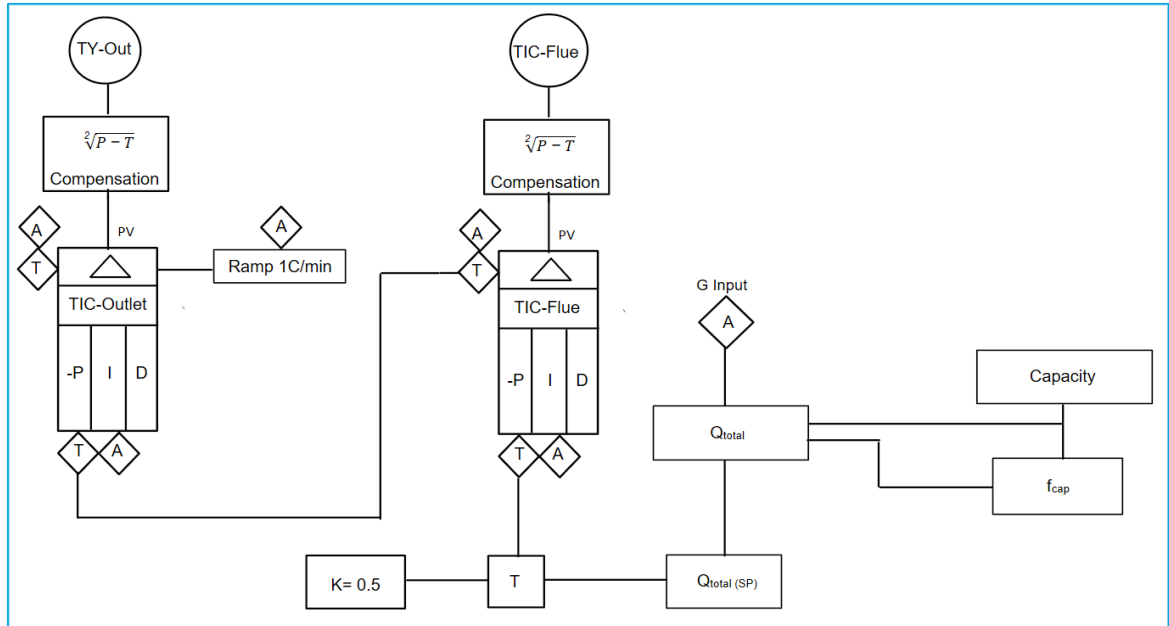 TY-Out
TIC-Flue
²√P − T
Compensation
²√P − T
Compensation
A
PV
A
A
PV
T
Ramp 1C/min
T
TIC-Outlet
TIC-Flue
G Input
A
-P I D
-P I D
Capacity
Qtotal
T A
T A
fcap
K= 0.5
T
Qtotal (SP)